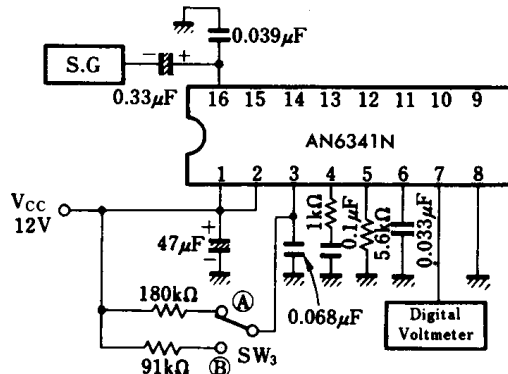 0.039μF
S.G
− +
0.33μF
16 15 14 13 12 11 10 9
AN6341N
1 2 3 4 5 6 7 8
VCC
12V
+
47μF
−
1kΩ
0.1μF
5.6kΩ
0.033μF
180kΩ
Ⓐ
0.068μF
SW3
91kΩ
Ⓑ
Digital
Voltmeter